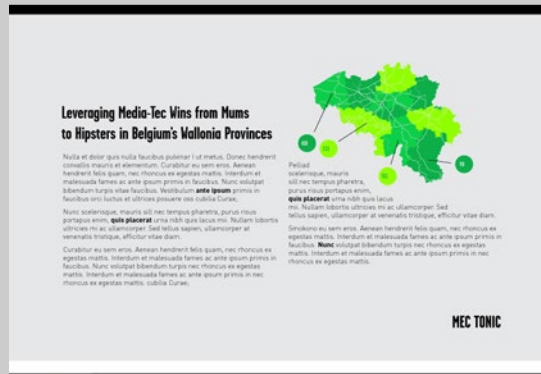 Leveraging Media-Tec Wins from Mums
to Hipsters in Belgium's Wallonia Provinces
Nulla et dolor quis nulla faucibus pulvinar l ut metus. Donec hendrerit
convallis mauris et elementum. Curabitur eu sem eros. Aenean
hendrerit felis quam, nec rhoncus ex egestas mattis. Interdum et
malesuada fames ac ante ipsum primis in faucibus. Nunc volutpat
bibendum turpis vitae faucibus. Vestibulum ante ipsum primis in
faucibus orci luctus et ultrices posuere oss cubilia Curae;
Nunc scelerisque, mauris sill nec tempus pharetra, purus risus
portapus enim, quis placerat urna nibh quis lacus mii. Nullam lobortis
ultricies mi ac ullamcorper. Sed tellus sapien, ullamcorper at
venenatis tristique, efficitur vitae diam.
Curabitur eu sem eros. Aenean hendrerit felis quam, nec rhoncus ex
egestas mattis. Interdum et malesuada fames ac ante ipsum primis in
faucibus. Nunc volutpat bibendum turpis nec rhoncus ex egestas
mattis. Interdum et malesuada fames ac ante ipsum primis in nec
rhoncus ex egestas mattis. cubilia Curae;
Pelliad
scelerisque, mauris
sill nec tempus pharetra,
purus risus portapus enim,
quis placerat urna nibh quis lacus
mii. Nullam lobortis ultricies mi ac ullamcorper. Sed
tellus sapien, ullamcorper at venenatis tristique, efficitur vitae diam.
Smokono eu sem eros. Aenean hendrerit felis quam, nec rhoncus ex
egestas mattis. Interdum et malesuada fames ac ante ipsum primis in
faucibus. Nunc volutpat bibendum turpis nec rhoncus ex egestas
mattis. Interdum et malesuada fames ac ante ipsum primis in nec
rhoncus ex egestas mattis.
MEC TONIC